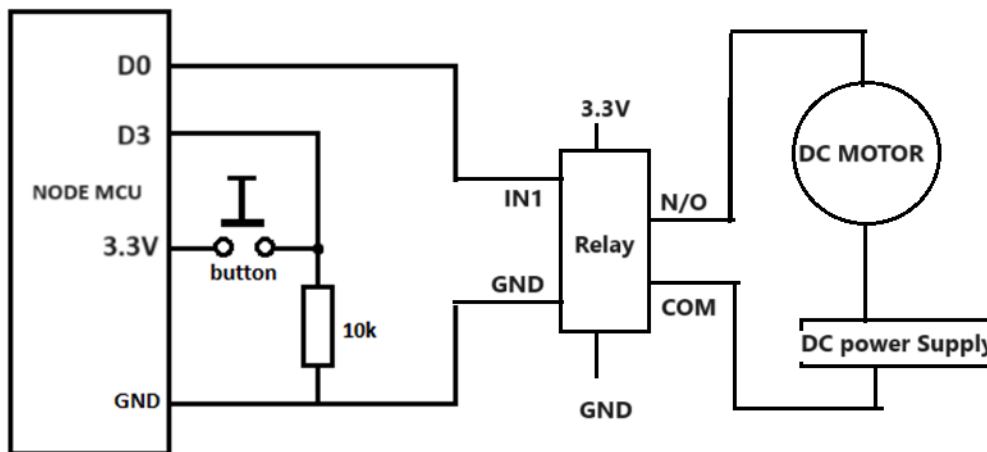 D0
D3
NODE MCU
3.3V
button
10k
GND
3.3V
IN1
Relay
GND
GND
N/O
COM
DC MOTOR
DC power Supply